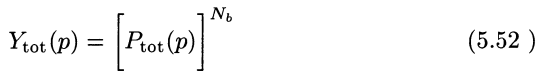 Y_tot(p) = [P_tot(p)]^{N_b} (5.52 )